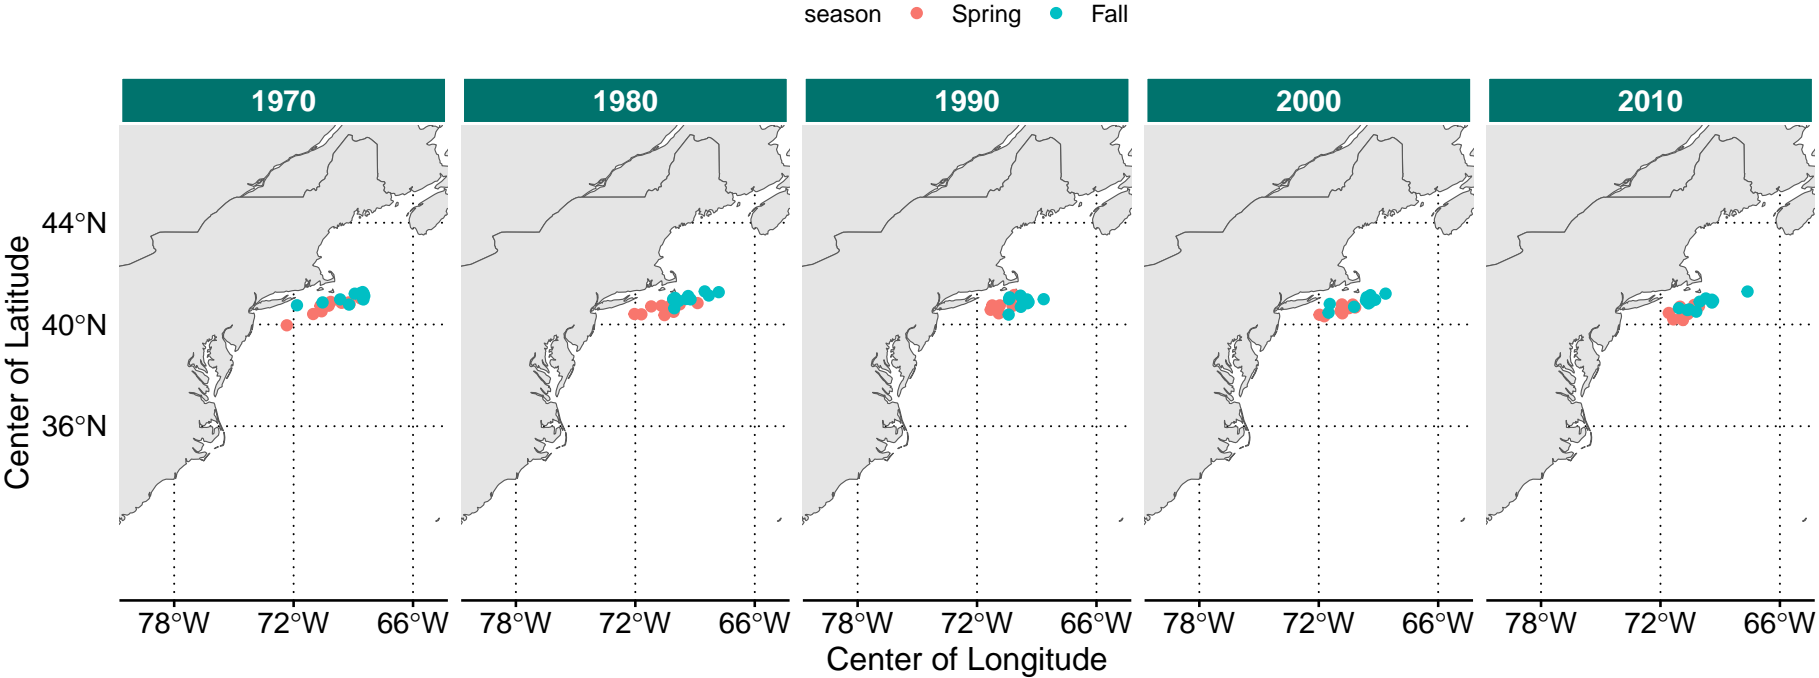 season Spring Fall
1970 1980 1990 2000 2010
44°N
40°N
36°N
78°W 72°W 66°W 78°W 72°W 66°W 78°W 72°W 66°W 78°W 72°W 66°W 78°W 72°W 66°W
Center of Latitude
Center of Longitude